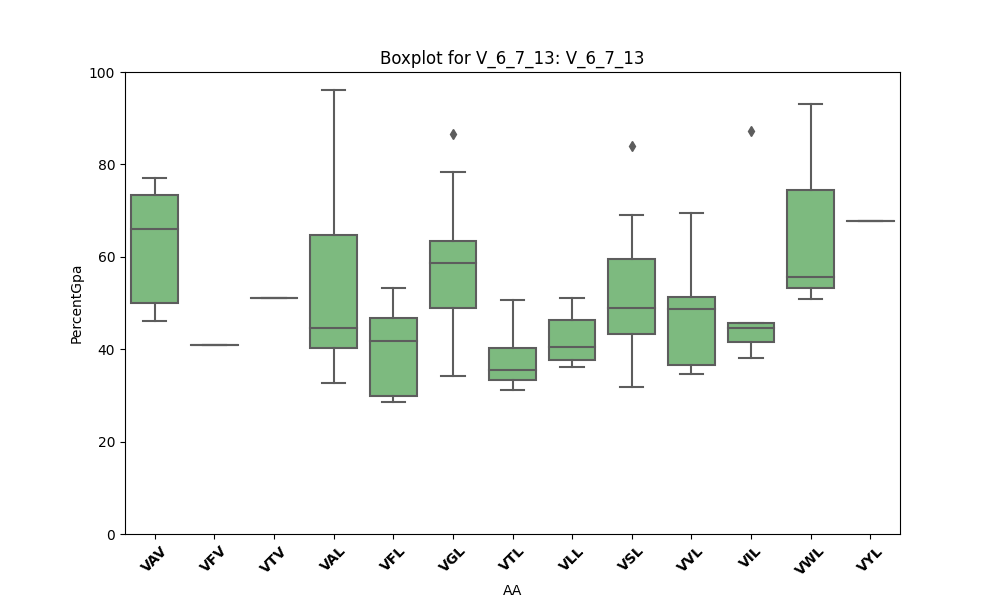 Boxplot for V_6_7_13: V_6_7_13
100
80
60
40
20
0
PercentGpa
VAV VFV VTV VAL VFL VGL VTL VLL VSL VVL VIL VWL VYL
AA